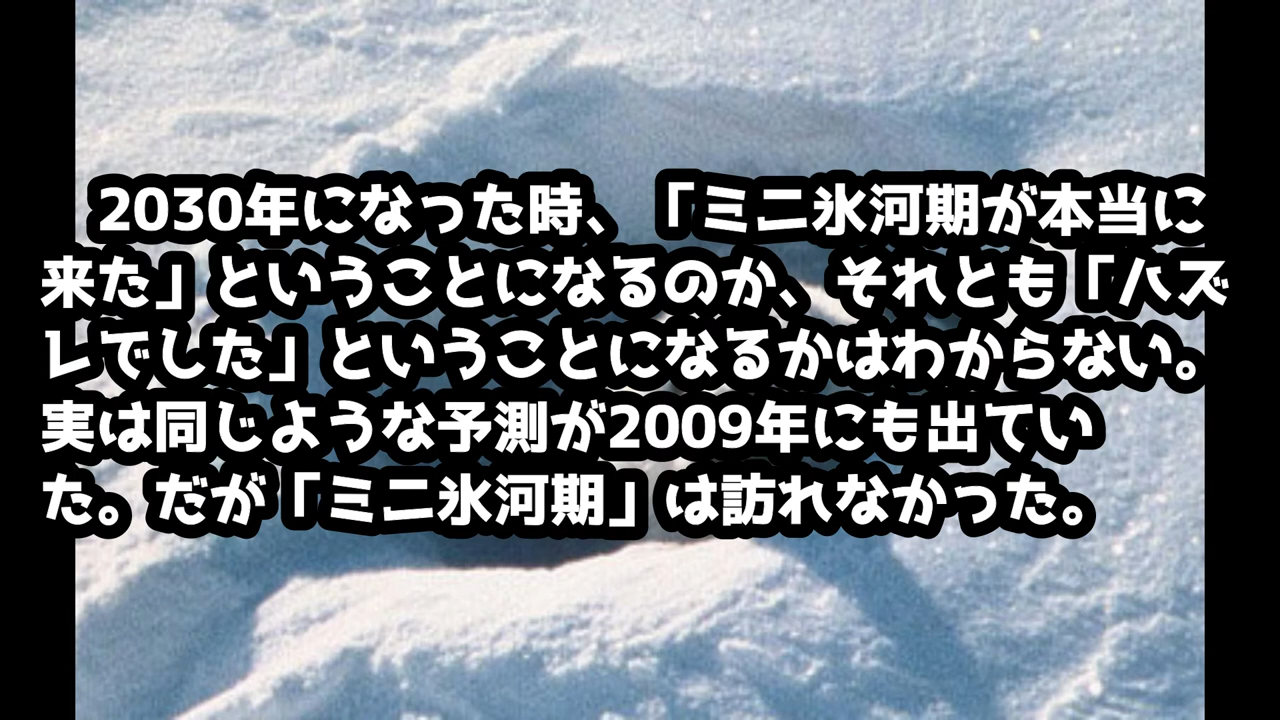 2030年になった時、「ミニ氷河期が本当に
来た」ということになるのか、それとも「ハズ
レでした」ということになるかはわからない。
実は同じような予測が2009年にも出てい
た。だが「ミニ氷河期」は訪れなかった。